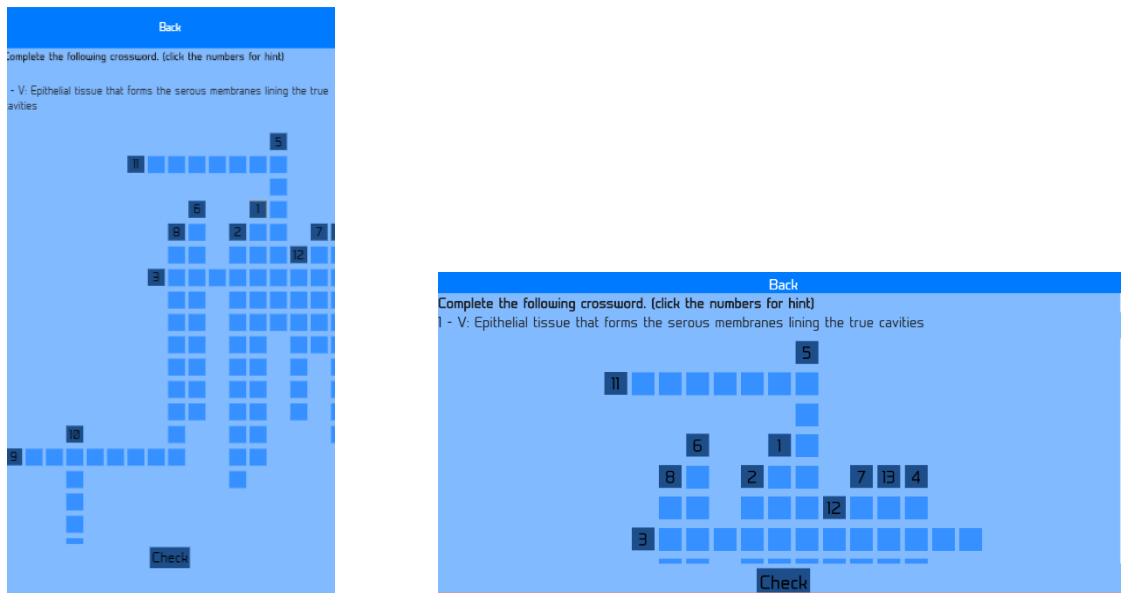 Back
Complete the following crossword. (click the numbers for hint)
- V: Epithelial tissue that forms the serous membranes lining the true
avities
5
11
6 1
8 2 7
12
3
10
9
Check
Back
Complete the following crossword. (click the numbers for hint)
1 - V: Epithelial tissue that forms the serous membranes lining the true cavities
5
11
6 1
8 2 7 13 4
12
3
Check